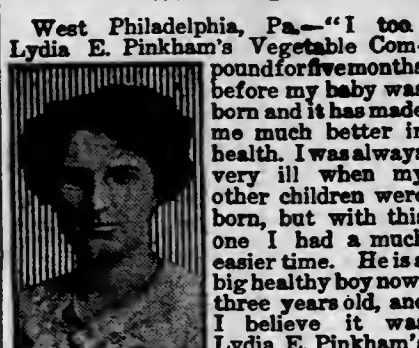 West Philadelphia, Pa.—"I too
Lydia E. Pinkham's Vegetable Com-
pound for five months
before my baby was
born and it has made
me much better in
health. I was always
very ill when my
other children were
born, but with this
one I had a much
easier time. He is a
big healthy boy now
three years old, and
I believe it was
Lydia E. Pinkham's